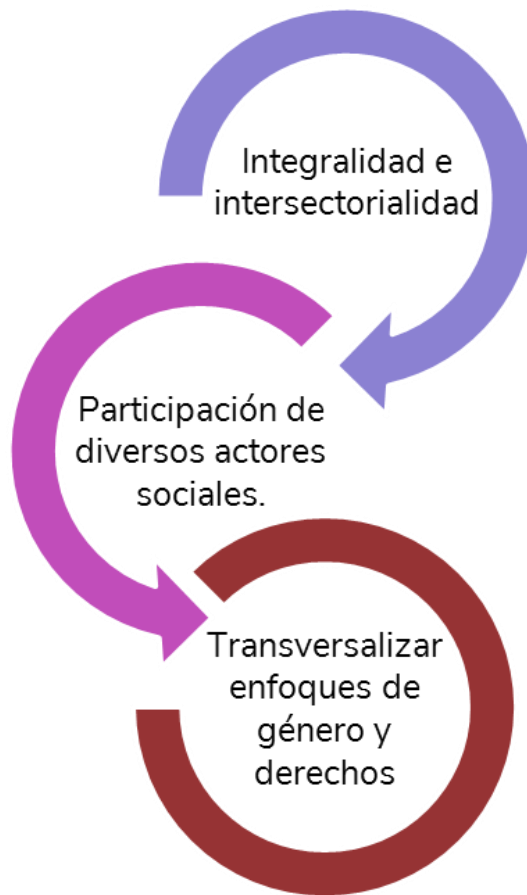 Integralidad e
intersectorialidad
Participación de
diversos actores
sociales.
Transversalizar
enfoques de
género y
derechos